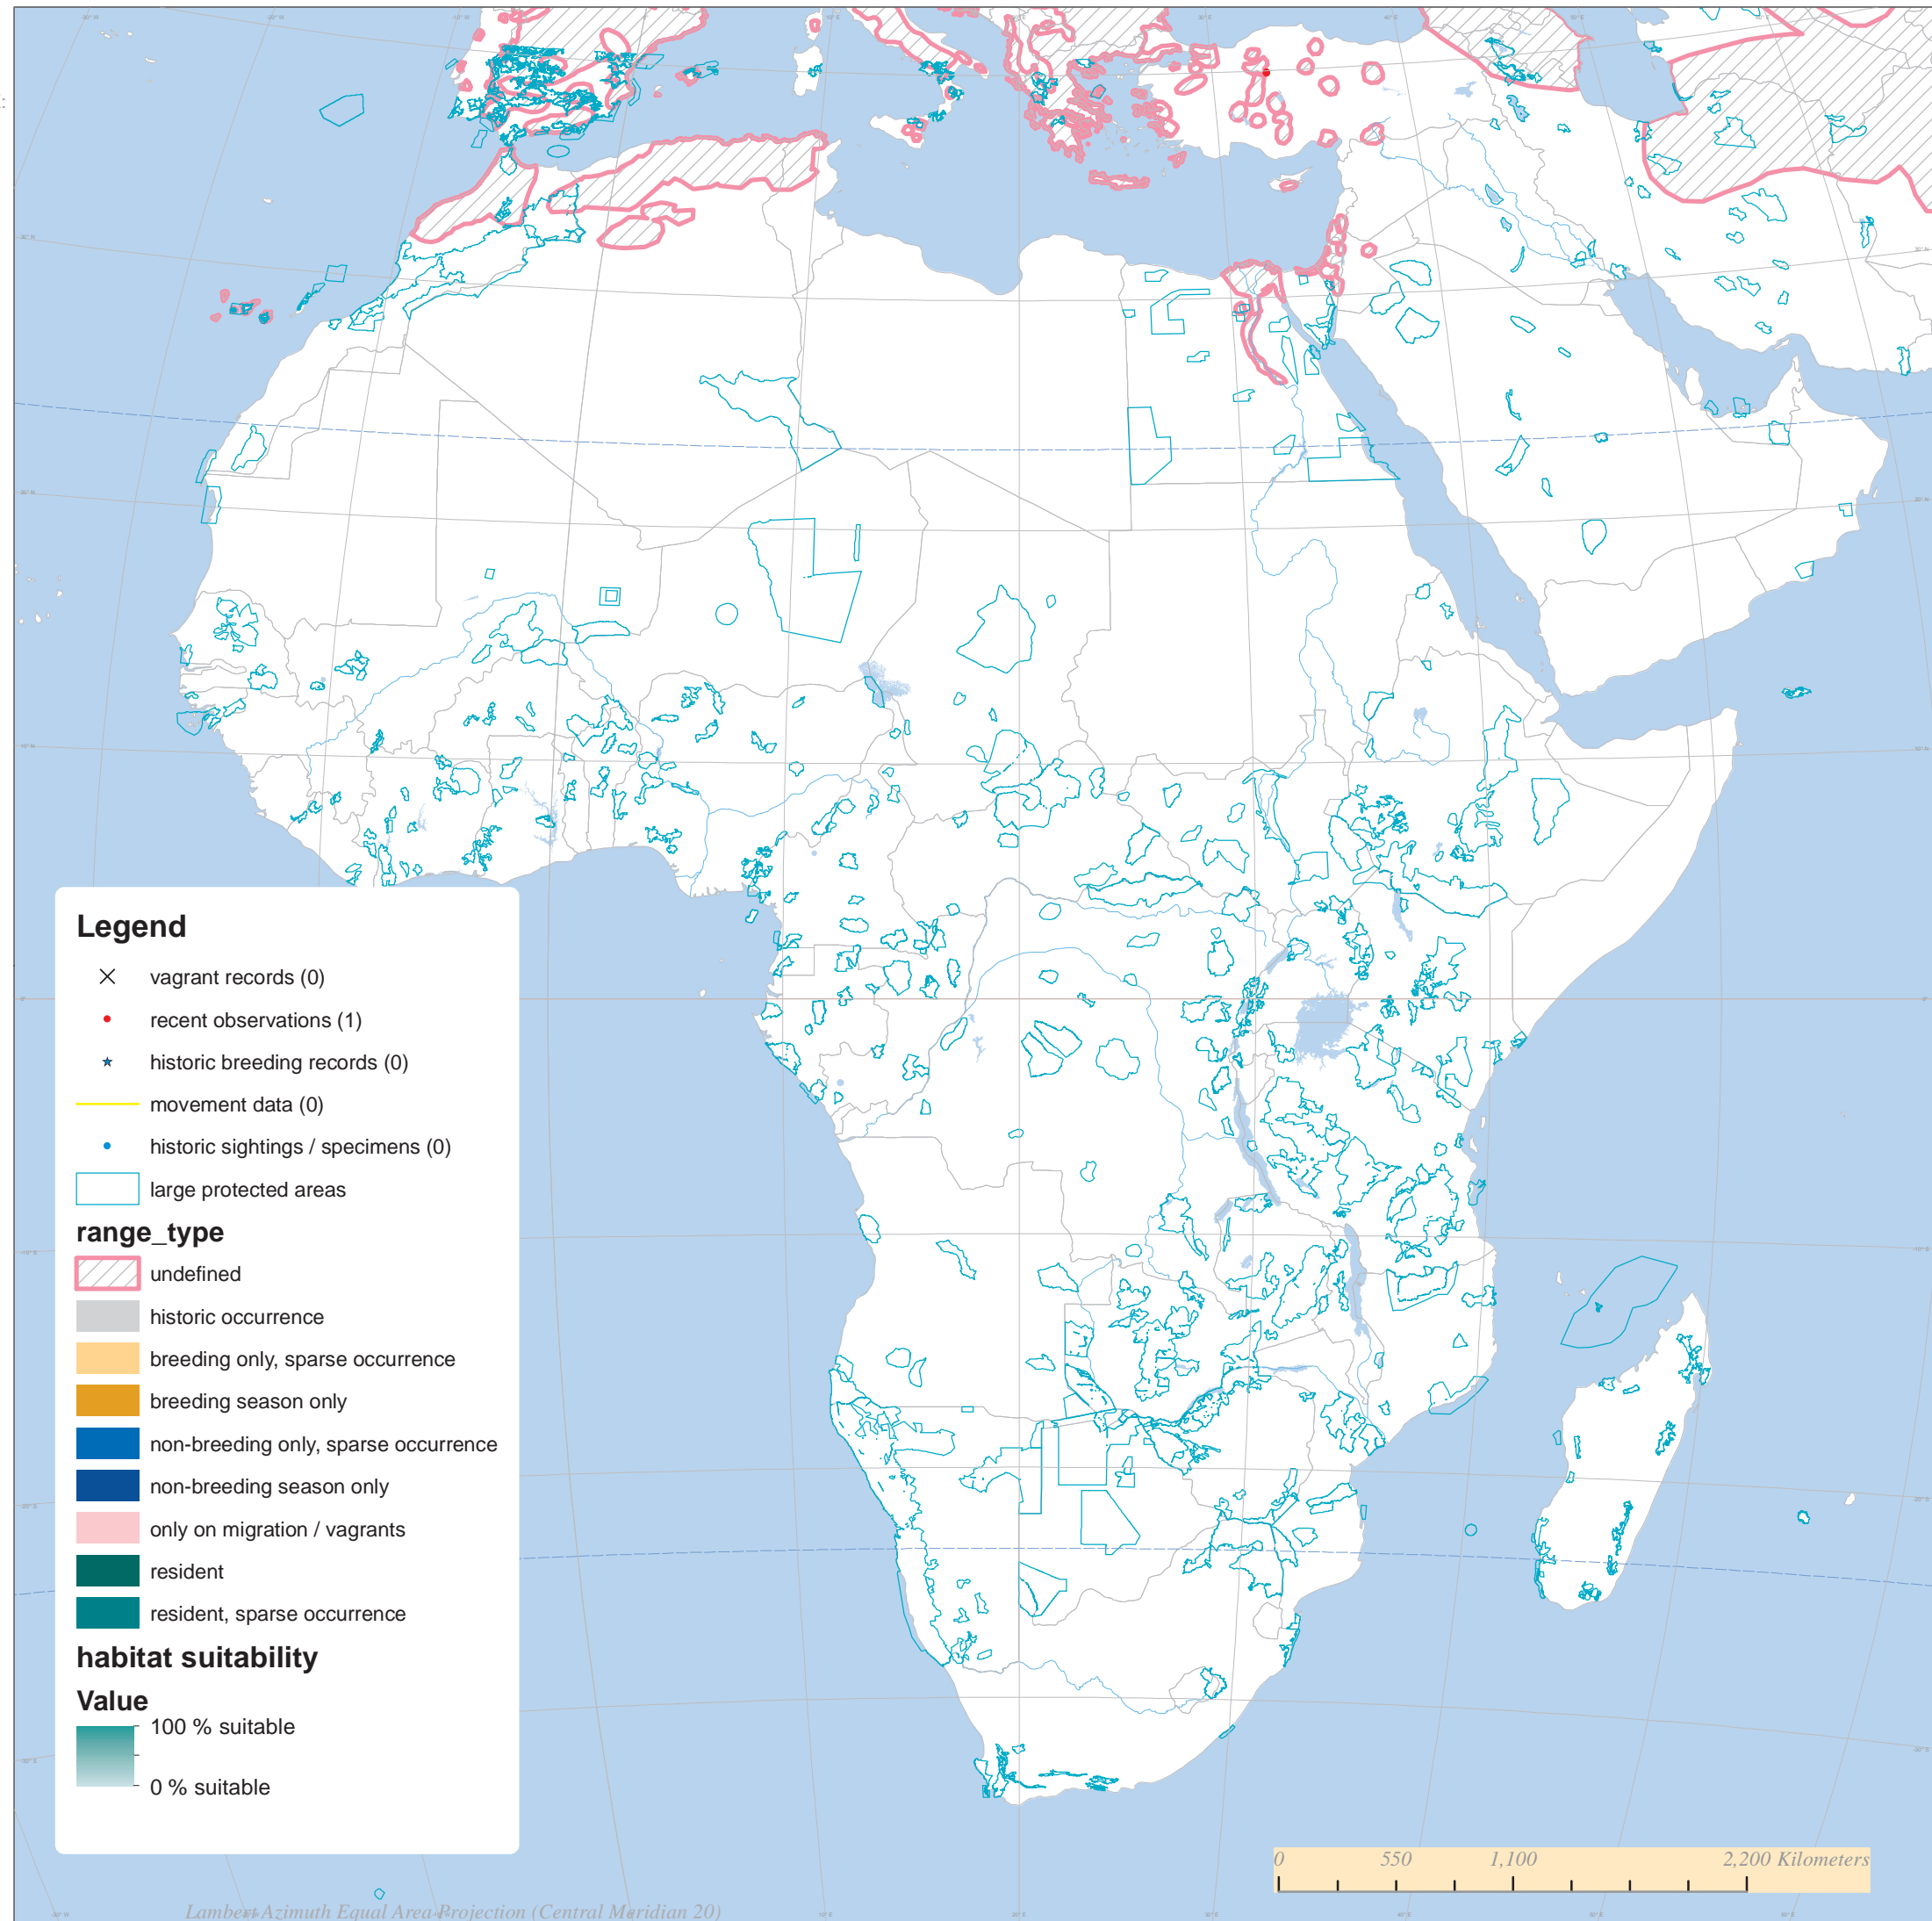 Legend
vagrant records (0)
recent observations (1)
historic breeding records (0)
movement data (0)
historic sightings / specimens (0)
large protected areas
range_type
undefined
historic occurrence
breeding only, sparse occurrence
breeding season only
non-breeding only, sparse occurrence
non-breeding season only
only on migration / vagrants
resident
resident, sparse occurrence
habitat suitability
Value
100 % suitable
0 % suitable
0 550 1,100 2,200 Kilometers
Lambert Azimuth Equal Area Projection (Central Meridian 20)